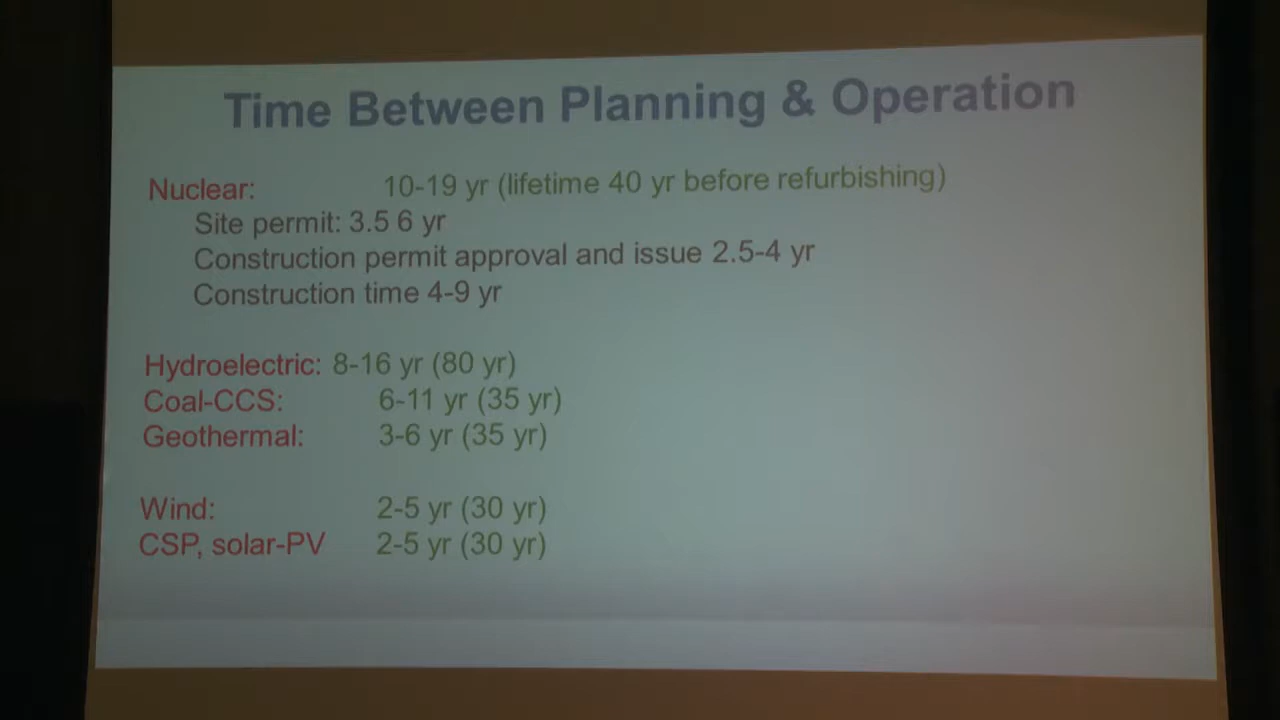 Time Between Planning & Operation
Nuclear: 10-19 yr (lifetime 40 yr before refurbishing)
Site permit: 3.5 6 yr
Construction permit approval and issue 2.5-4 yr
Construction time 4-9 yr
Hydroelectric: 8-16 yr (80 yr)
Coal-CCS: 6-11 yr (35 yr)
Geothermal: 3-6 yr (35 yr)
Wind: 2-5 yr (30 yr)
CSP, solar-PV 2-5 yr (30 yr)